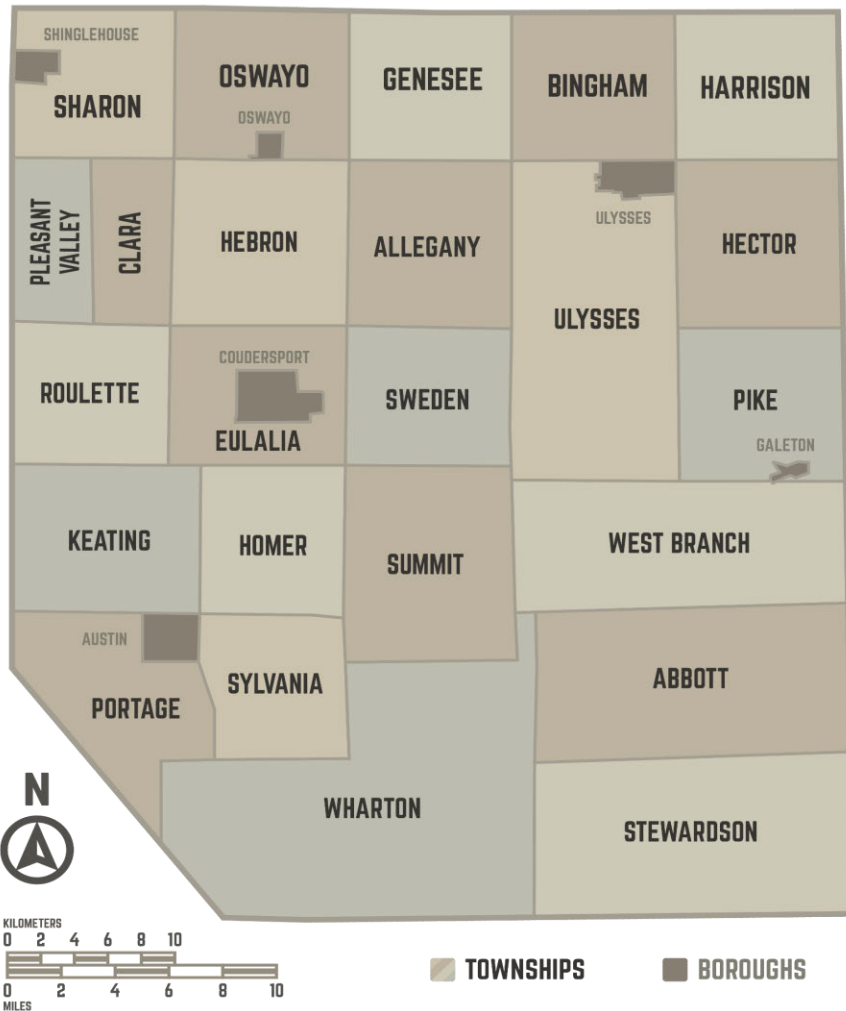 SHINGLEHOUSE
SHARON
OSWAYO
OSWAYO
GENESEE
BINGHAM
HARRISON
PLEASANT
VALLEY
CLARA
HEBRON
ALLEGANY
ULYSSES
ULYSSES
HECTOR
ROULETTE
COUDERSPORT
EULALIA
SWEDEN
PIKE
GALETON
KEATING
HOMER
SUMMIT
WEST BRANCH
AUSTIN
PORTAGE
SYLVANIA
ABBOTT
WHARTON
STEWARDSON
N
KILOMETERS
0 2 4 6 8 10
0 2 4 6 8 10
MILES
TOWNSHIPS
BOROUGHS